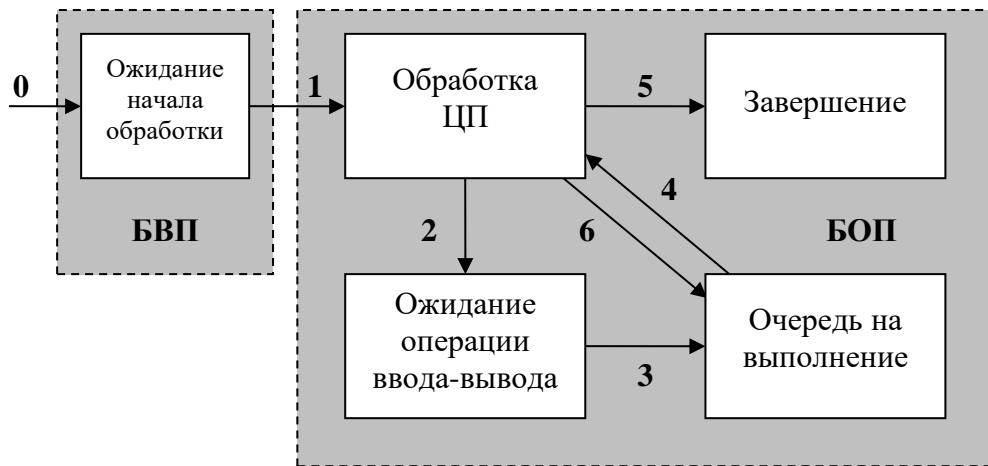 0
Ожидание
начала
обработки
БВП
1
Обработка
ЦП
5
Завершение
2
6
4
БОП
Ожидание
операции
ввода-вывода
3
Очередь на
выполнение